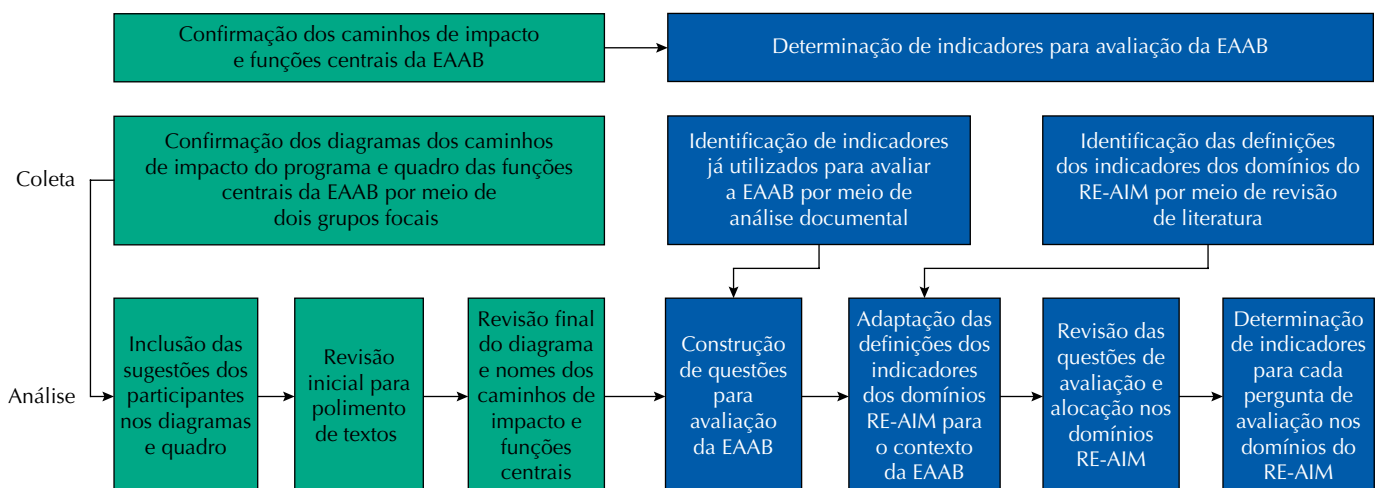 Confirmação dos caminhos de impacto
e funções centrais da EAAB
Determinação de indicadores para avaliação da EAAB
Coleta
Confirmação dos diagramas dos caminhos
de impacto do programa e quadro das funções
centrais da EAAB por meio de
dois grupos focais
Identificação de indicadores
já utilizados para avaliar
a EAAB por meio de
análise documental
Identificação das definições
dos indicadores dos domínios do
RE-AIM por meio de revisão
de literatura
Análise
Inclusão das
sugestões dos
participantes
nos diagramas
e quadro
Revisão
inicial para
polimento
de textos
Revisão final
do diagrama
e nomes dos
caminhos de
impacto e
funções
centrais
Construção
de questões
para
avaliação
da EAAB
Adaptação das
definições dos
indicadores
dos domínios
RE-AIM para
o contexto
da EAAB
Revisão das
questões de
avaliação e
alocação nos
domínios
RE-AIM
Determinação
de indicadores
para cada
pergunta de
avaliação nos
domínios do
RE-AIM